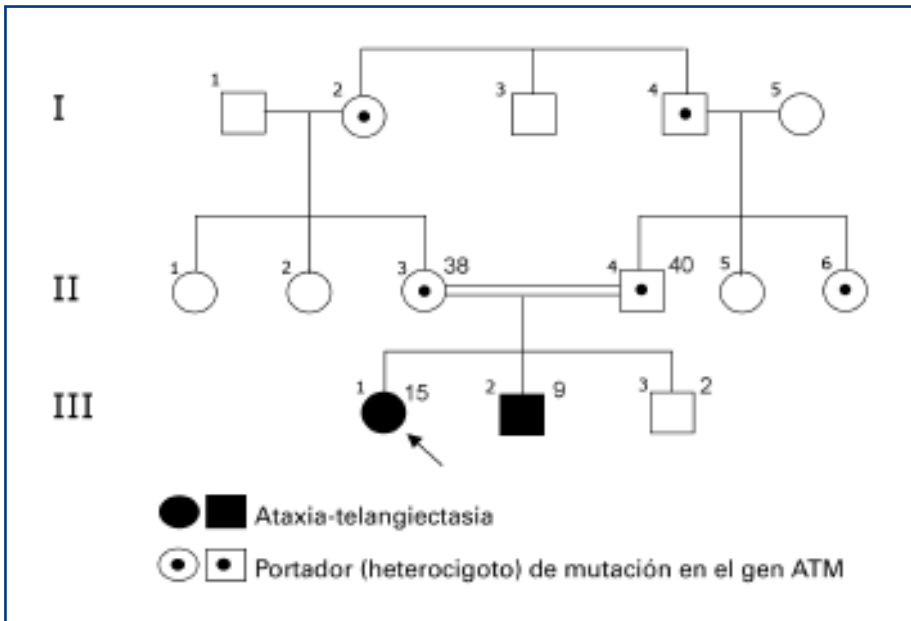 1 2 3 4 5
I
1 2 3 38 4 40 5 6
II
1 15 2 9 3 2
III
Ataxia-telangiectasia
Portador (heterocigoto) de mutación en el gen ATM